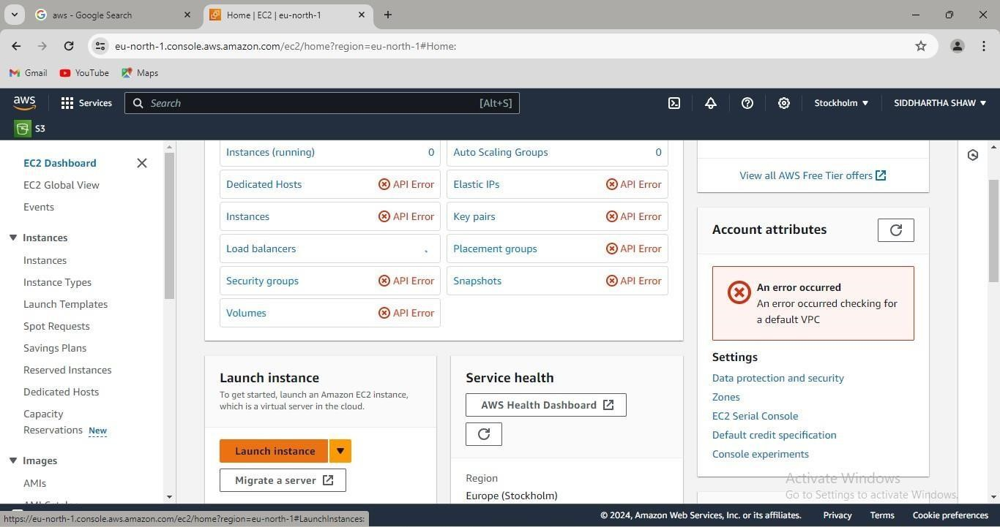 aws - Google Search
Home | EC2 | eu-north-1
eu-north-1.console.aws.amazon.com/ec2/home?region=eu-north-1#Home:
Gmail
YouTube
Maps
aws
Services
Search
[Alt+S]
Stockholm
SIDDHARTHA SHAW
S3
EC2 Dashboard
EC2 Global View
Events
Instances
Instances
Instance Types
Launch Templates
Spot Requests
Savings Plans
Reserved Instances
Dedicated Hosts
Capacity
Reservations New
Images
AMIs
Instances (running) 0
Auto Scaling Groups 0
Dedicated Hosts API Error
Elastic IPs API Error
Instances API Error
Key pairs API Error
Load balancers
Placement groups API Error
Security groups API Error
Snapshots API Error
Volumes API Error
Launch instance
To get started, launch an Amazon EC2 instance,
which is a virtual server in the cloud.
Launch instance
Migrate a server
Service health
AWS Health Dashboard
Region
Europe (Stockholm)
View all AWS Free Tier offers
Account attributes
An error occurred
An error occurred checking for
a default VPC
Settings
Data protection and security
Zones
EC2 Serial Console
Default credit specification
Console experiments
Activate Windows
Go to Settings to activate Windows.
https://eu-north-1.console.aws.amazon.com/ec2/home?region=eu-north-1#LaunchInstances:
© 2024, Amazon Web Services, Inc. or its affiliates.
Privacy
Terms
Cookie preferences